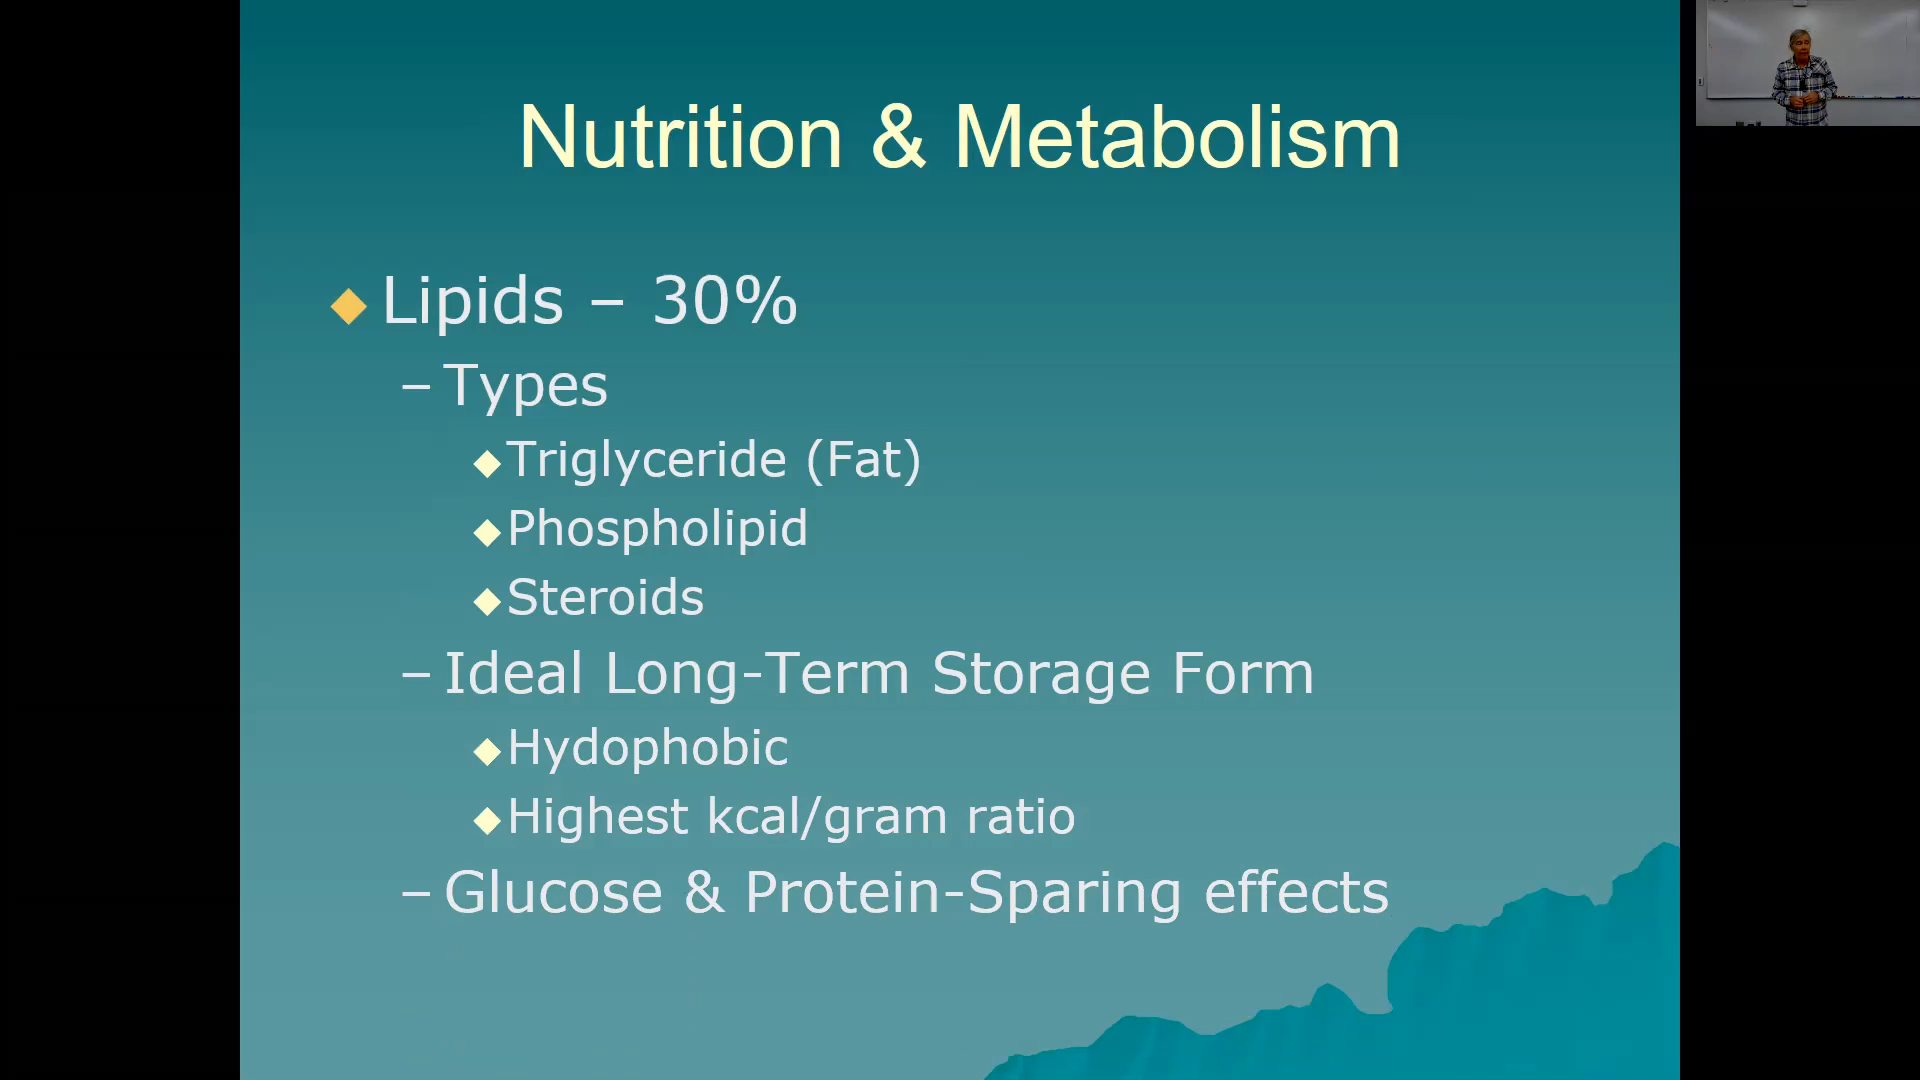 Nutrition & Metabolism
Lipids – 30%
– Types
Triglyceride (Fat)
Phospholipid
Steroids
– Ideal Long-Term Storage Form
Hydophobic
Highest kcal/gram ratio
– Glucose & Protein-Sparing effects